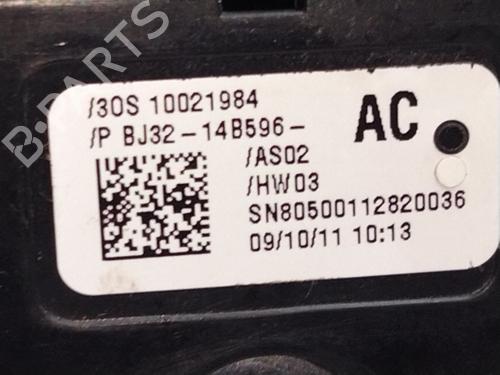 B-PARTS
/30S 10021984
/P BJ32-14B596- AC
/AS02
/HW03
SN80500112820036
09/10/11 10:13